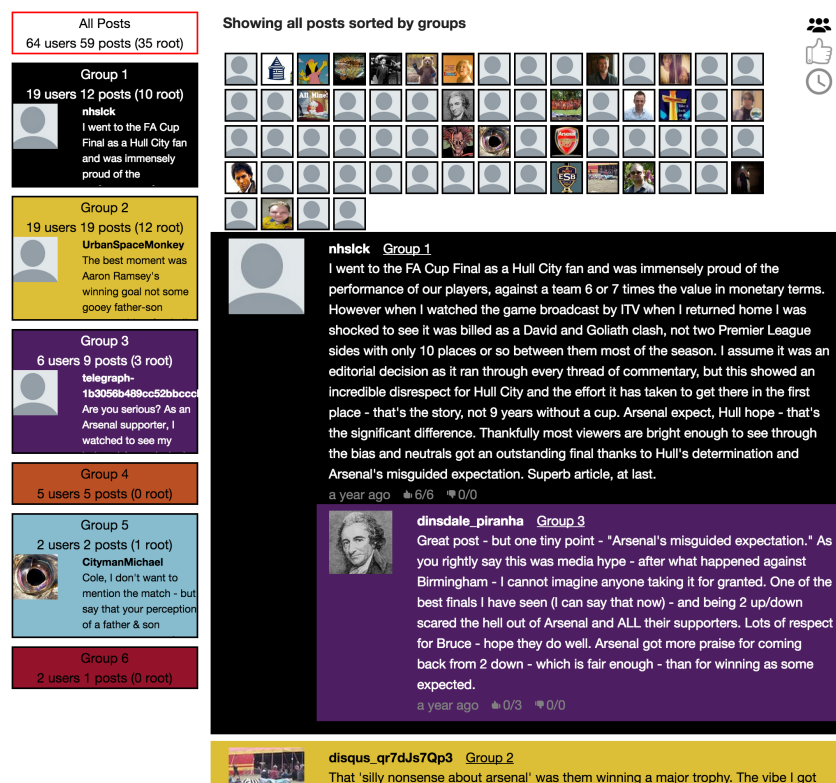 All Posts
64 users 59 posts (35 root)
Group 1
19 users 12 posts (10 root)
nhslck
I went to the FA Cup
Final as a Hull City fan
and was immensely
proud of the
Group 2
19 users 19 posts (12 root)
UrbanSpaceMonkey
The best moment was
Aaron Ramsey's
winning goal not some
gooey father-son
Group 3
6 users 9 posts (3 root)
telegraph-
1b3056b489cc52bbccc
Are you serious? As an
Arsenal supporter, I
watched to see my
Group 4
5 users 5 posts (0 root)
Group 5
2 users 2 posts (1 root)
CitymanMichael
Cole, I don't want to
mention the match - but
say that your perception
of a father & son
Group 6
2 users 1 posts (0 root)
Showing all posts sorted by groups
All Mine!
Arsenal
ESB
nhslck Group 1
I went to the FA Cup Final as a Hull City fan and was immensely proud of the
performance of our players, against a team 6 or 7 times the value in monetary terms.
However when I watched the game broadcast by ITV when I returned home I was
shocked to see it was billed as a David and Goliath clash, not two Premier League
sides with only 10 places or so between them most of the season. I assume it was an
editorial decision as it ran through every thread of commentary, but this showed an
incredible disrespect for Hull City and the effort it has taken to get there in the first
place - that's the story, not 9 years without a cup. Arsenal expect, Hull hope - that's
the significant difference. Thankfully most viewers are bright enough to see through
the bias and neutrals got an outstanding final thanks to Hull's determination and
Arsenal's misguided expectation. Superb article, at last.
a year ago 6/6 0/0
dinsdale_piranha Group 3
Great post - but one tiny point - "Arsenal's misguided expectation." As
you rightly say this was media hype - after what happened against
Birmingham - I cannot imagine anyone taking it for granted. One of the
best finals I have seen (I can say that now) - and being 2 up/down
scared the hell out of Arsenal and ALL their supporters. Lots of respect
for Bruce - hope they do well. Arsenal got more praise for coming
back from 2 down - which is fair enough - than for winning as some
expected.
a year ago 0/3 0/0
disqus_qr7dJs7Qp3 Group 2
That 'silly nonsense about arsenal' was them winning a major trophy. The vibe I got